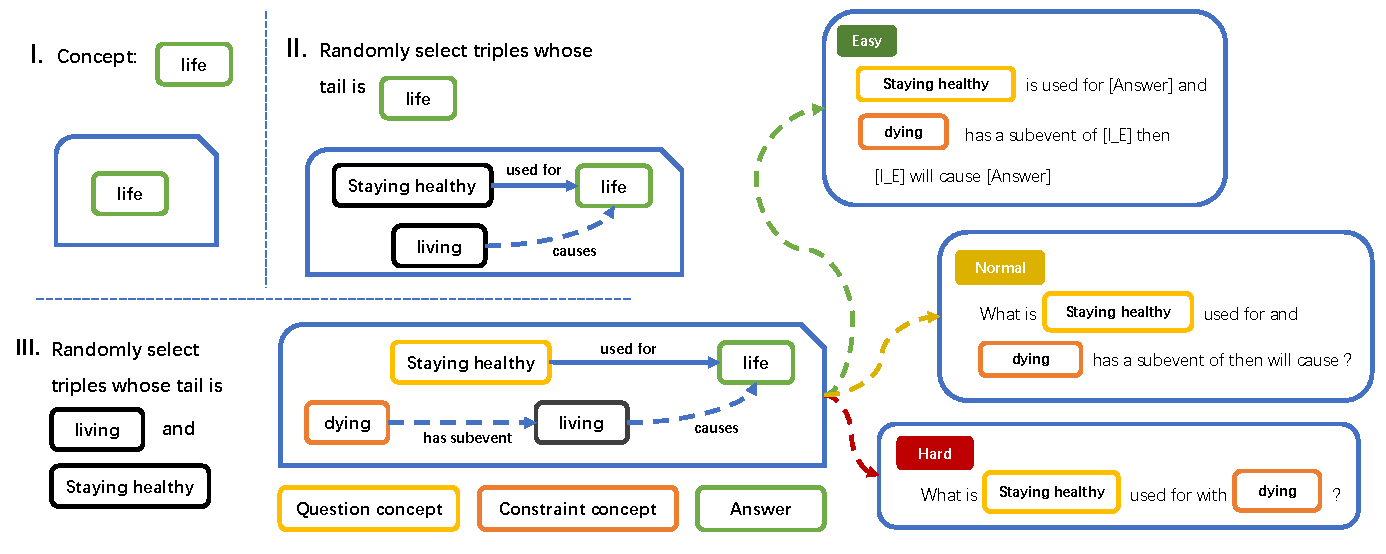 I. Concept: life
life
II. Randomly select triples whose
tail is life
Staying healthy used for life
living causes
III. Randomly select
triples whose tail is
living and
Staying healthy
Staying healthy used for life
dying has subevent living causes
Question concept Constraint concept Answer
Easy
Staying healthy is used for [Answer] and
dying has a subevent of [I_E] then
[I_E] will cause [Answer]
Normal
What is Staying healthy used for and
dying has a subevent of then will cause ?
Hard
What is Staying healthy used for with dying ?